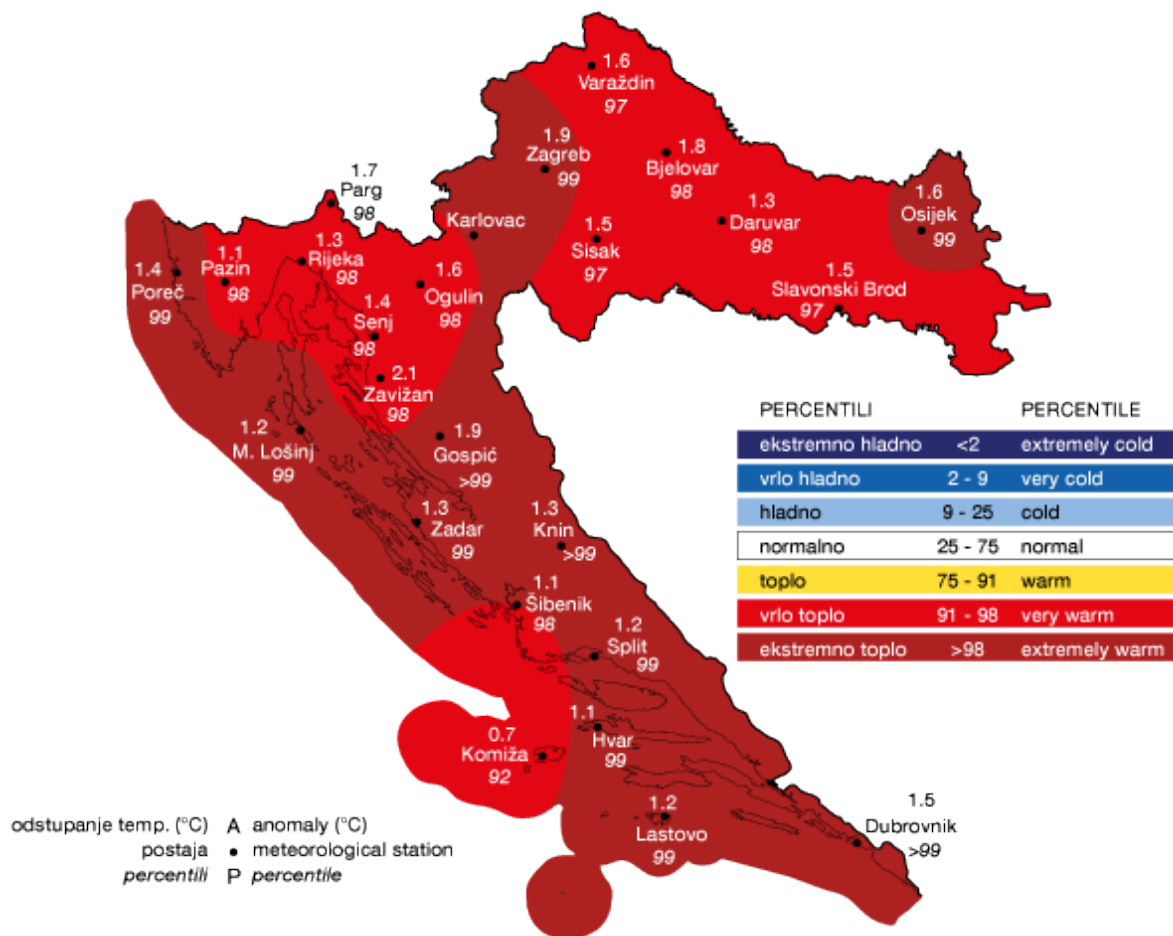 1.6
Varaždin
97
1.9
Zagreb
99
1.8
Bjelovar
98
1.7
Parg
98
1.6
Osijek
99
Karlovac
1.3
Daruvar
98
1.5
Sisak
97
1.1
Pazin
98
1.3
Rijeka
98
1.4
Poreč
99
1.6
Ogulin
98
1.5
Slavonski Brod
97
1.4
Senj
98
2.1
Zavižan
98
1.2
M. Lošinj
99
1.9
Gospić
>99
1.3
Zadar
99
1.3
Knin
>99
1.1
Šibenik
98
1.2
Split
99
1.1
Hvar
99
0.7
Komiža
92
1.2
Lastovo
99
1.5
Dubrovnik
>99
PERCENTILI PERCENTILE
ekstremno hladno <2 extremely cold
vrlo hladno 2 - 9 very cold
hladno 9 - 25 cold
normalno 25 - 75 normal
toplo 75 - 91 warm
vrlo toplo 91 - 98 very warm
ekstremno toplo >98 extremely warm
odstupanje temp. (°C) A anomaly (°C)
postaja • meteorological station
percentili P percentile